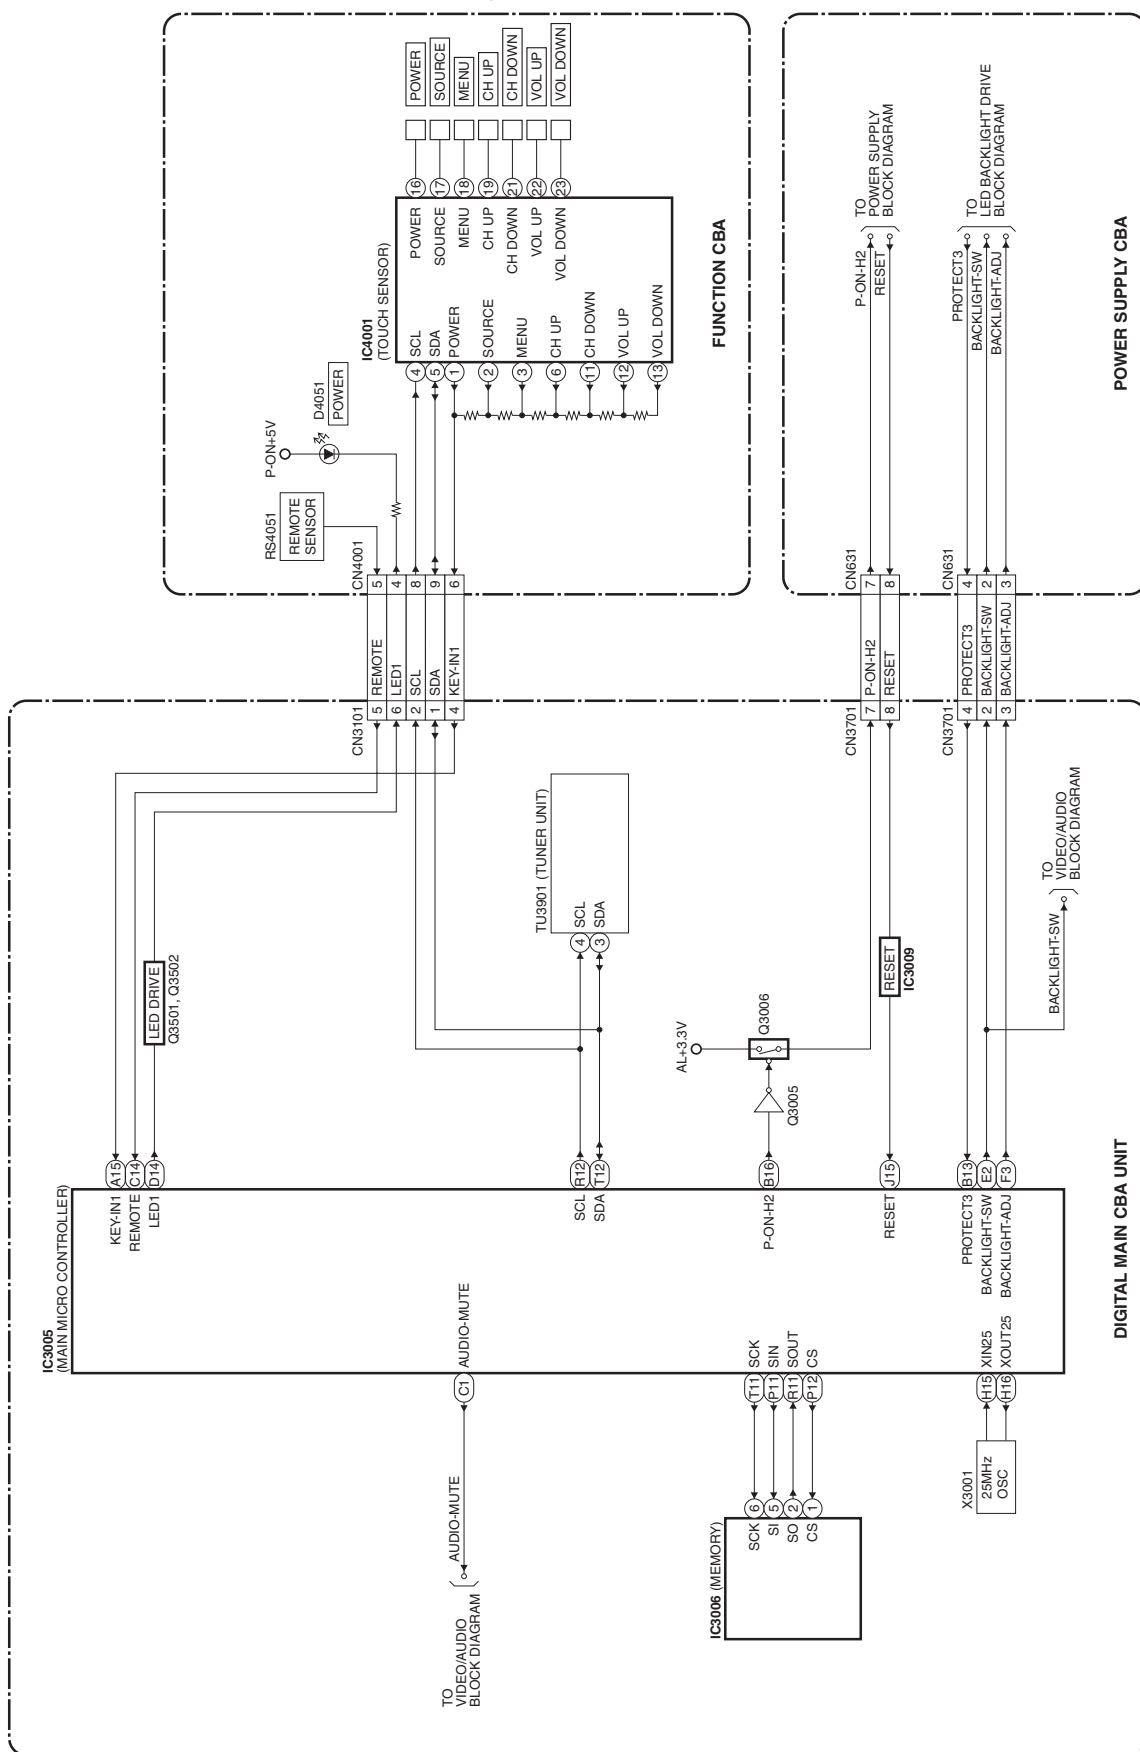 IC3005
(MAIN MICRO CONTROLLER)
KEY-IN1 A15
REMOTE C14
LED1 D14
LED DRIVE
Q3501, Q3502
AUDIO-MUTE
C1
AUDIO-MUTE
TO
VIDEO/AUDIO
BLOCK DIAGRAM
SCL R12
SDA T12
TU3901 (TUNER UNIT)
4 SCL
3 SDA
P-ON-H2 B16
Q3005
Q3006
AL+3.3V
RESET J15
RESET
IC3009
PROTECT3 B13
BACKLIGHT-SW E2
BACKLIGHT-ADJ F3
BACKLIGHT-SW
TO
VIDEO/AUDIO
BLOCK DIAGRAM
T11 SCK
P11 SIN
R11 SOUT
P12 CS
IC3006 (MEMORY)
SCK 6
SI 5
SO 2
CS 1
H15 XIN25
H16 XOUT25
X3001
25MHz
OSC
DIGITAL MAIN CBA UNIT
CN3101 CN4001
5 REMOTE 5
6 LED1 4
2 SCL 8
1 SDA 9
4 KEY-IN1 6
CN3701 CN631
7 P-ON-H2 7
8 RESET 8
CN3701 CN631
4 PROTECT3 4
2 BACKLIGHT-SW 2
3 BACKLIGHT-ADJ 3
RS4051
REMOTE
SENSOR
P-ON+5V
D4051
POWER
IC4001
(TOUCH SENSOR)
4 SCL
5 SDA
1 POWER
2 SOURCE
3 MENU
6 CH UP
11 CH DOWN
12 VOL UP
13 VOL DOWN
POWER 16 POWER
SOURCE 17 SOURCE
MENU 18 MENU
CH UP 19 CH UP
CH DOWN 21 CH DOWN
VOL UP 22 VOL UP
VOL DOWN 23 VOL DOWN
FUNCTION CBA
P-ON-H2
RESET
TO
POWER SUPPLY
BLOCK DIAGRAM
PROTECT3
BACKLIGHT-SW
BACKLIGHT-ADJ
TO
LED BACKLIGHT DRIVE
BLOCK DIAGRAM
POWER SUPPLY CBA